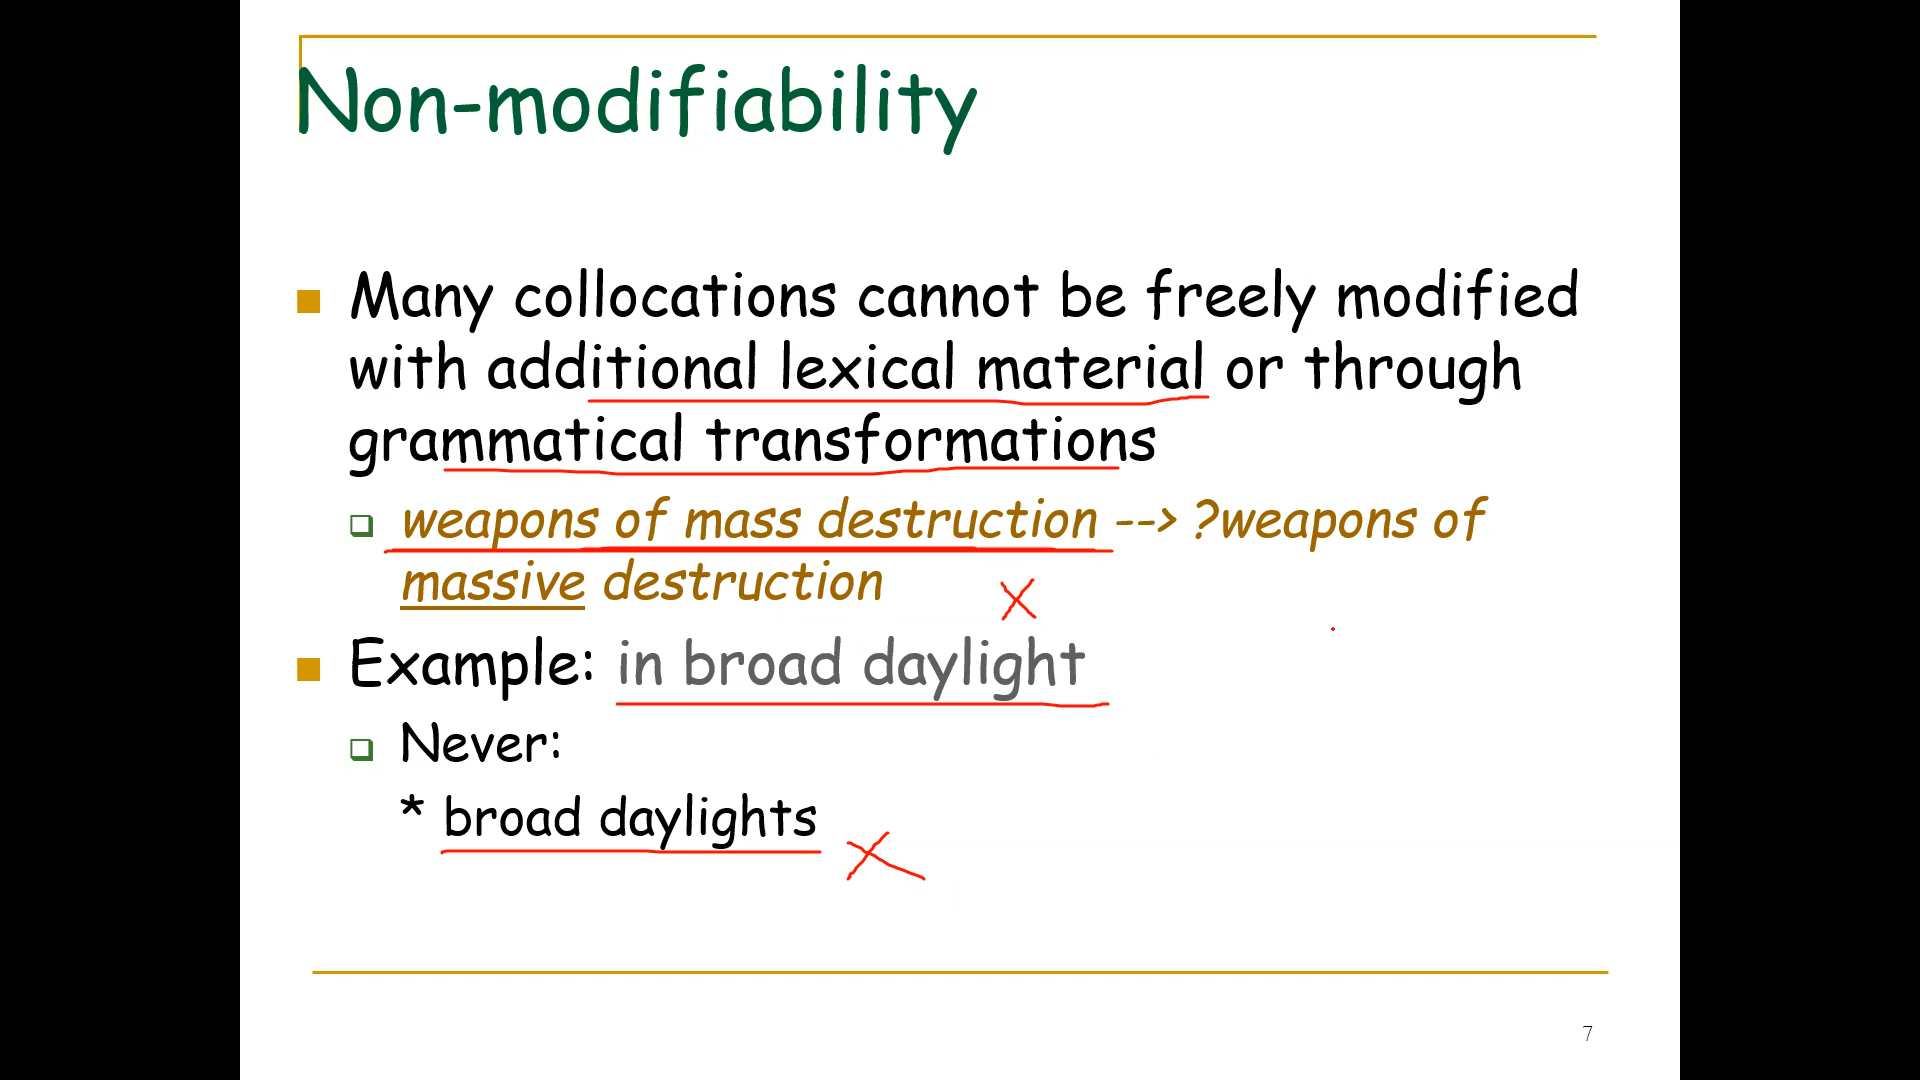 Non-modifiability
Many collocations cannot be freely modified
with additional lexical material or through
grammatical transformations
weapons of mass destruction --> ?weapons of
massive destruction
Example: in broad daylight
Never:
* broad daylights
7